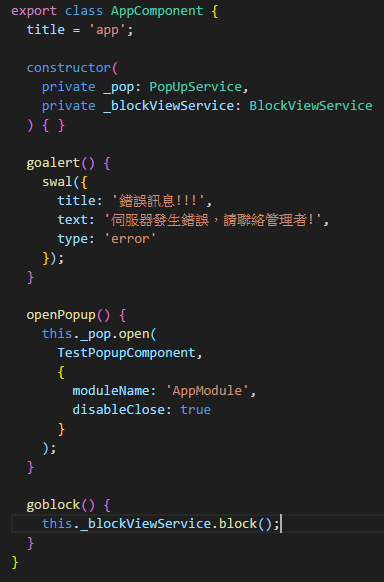 export class AppComponent {
  title = 'app';

  constructor(
    private _pop: PopUpService,
    private _blockViewService: BlockViewService
  ) { }

  goalert() {
    swal({
      title: '錯誤訊息!!!',
      text: '伺服器發生錯誤，請聯絡管理者!',
      type: 'error'
    });
  }

  openPopup() {
    this._pop.open(
      TestPopupComponent,
      {
        moduleName: 'AppModule',
        disableClose: true
      }
    );
  }

  goblock() {
    this._blockViewService.block();
  }
}